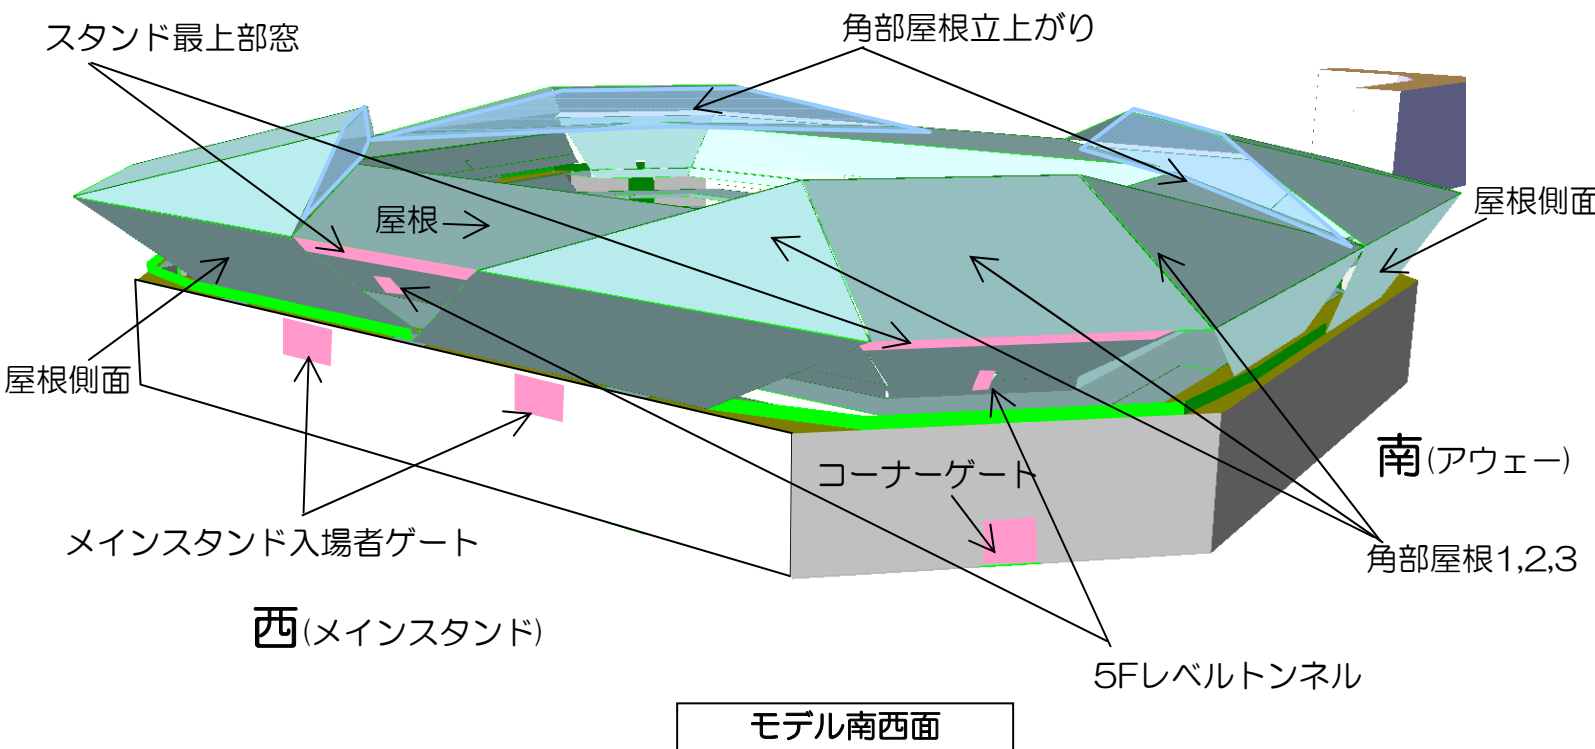 スタンド最上部窓
角部屋根立上がり
屋根
屋根側面
屋根側面
コーナーゲート
南(アウェー)
メインスタンド入場者ゲート
角部屋根1,2,3
西(メインスタンド)
5Fレベルトンネル
モデル南西面